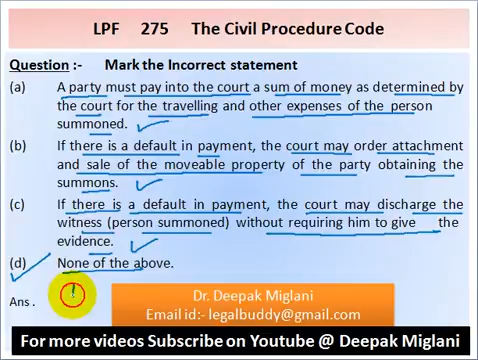 LPF 275 The Civil Procedure Code
Question :- Mark the Incorrect statement
(a) A party must pay into the court a sum of money as determined by
the court for the travelling and other expenses of the person
summoned.
(b) If there is a default in payment, the court may order attachment
and sale of the moveable property of the party obtaining the
summons.
(c) If there is a default in payment, the court may discharge the
witness (person summoned) without requiring him to give the
evidence.
(d) None of the above.
Ans .
Dr. Deepak Miglani
Email id:- legalbuddy@gmail.com
For more videos Subscribe on Youtube @ Deepak Miglani